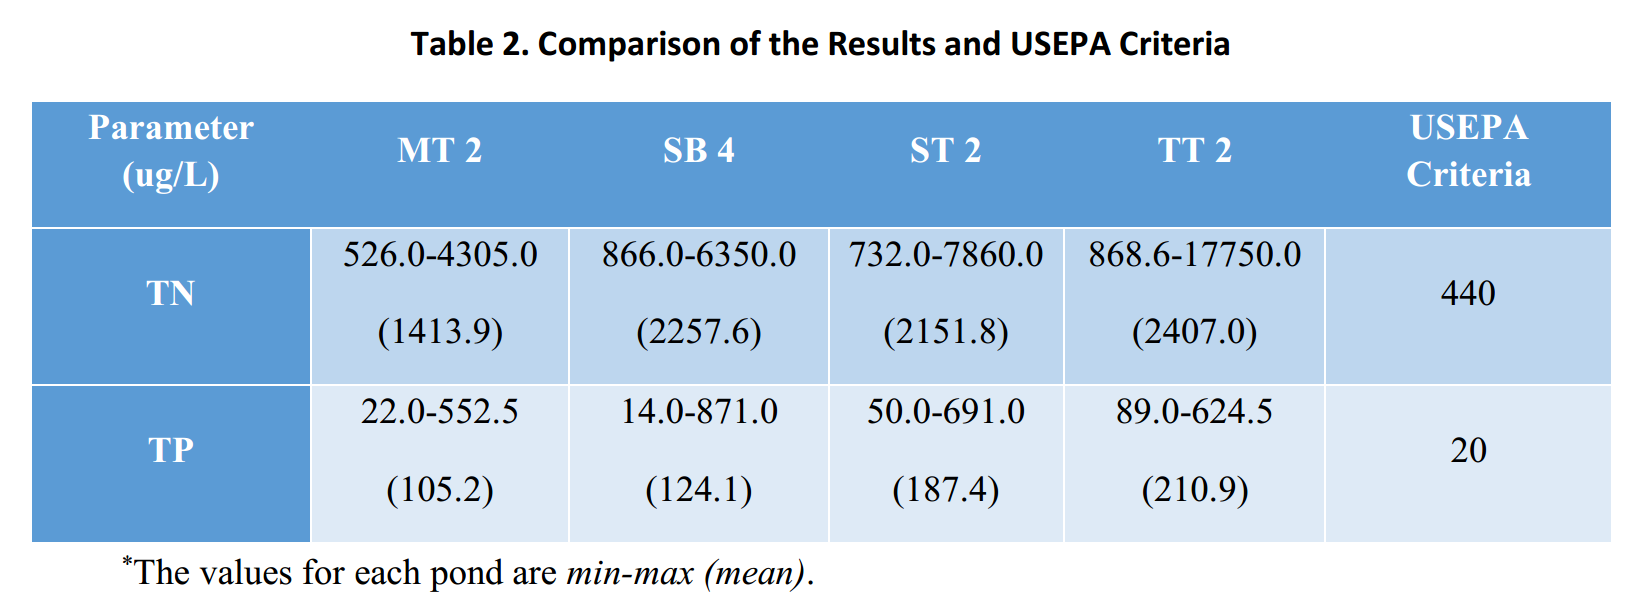 Table 2. Comparison of the Results and USEPA Criteria
Parameter
(ug/L)
MT 2
SB 4
ST 2
TT 2
USEPA
Criteria
TN
526.0-4305.0
(1413.9)
866.0-6350.0
(2257.6)
732.0-7860.0
(2151.8)
868.6-17750.0
(2407.0)
440
TP
22.0-552.5
(105.2)
14.0-871.0
(124.1)
50.0-691.0
(187.4)
89.0-624.5
(210.9)
20
*The values for each pond are min-max (mean).